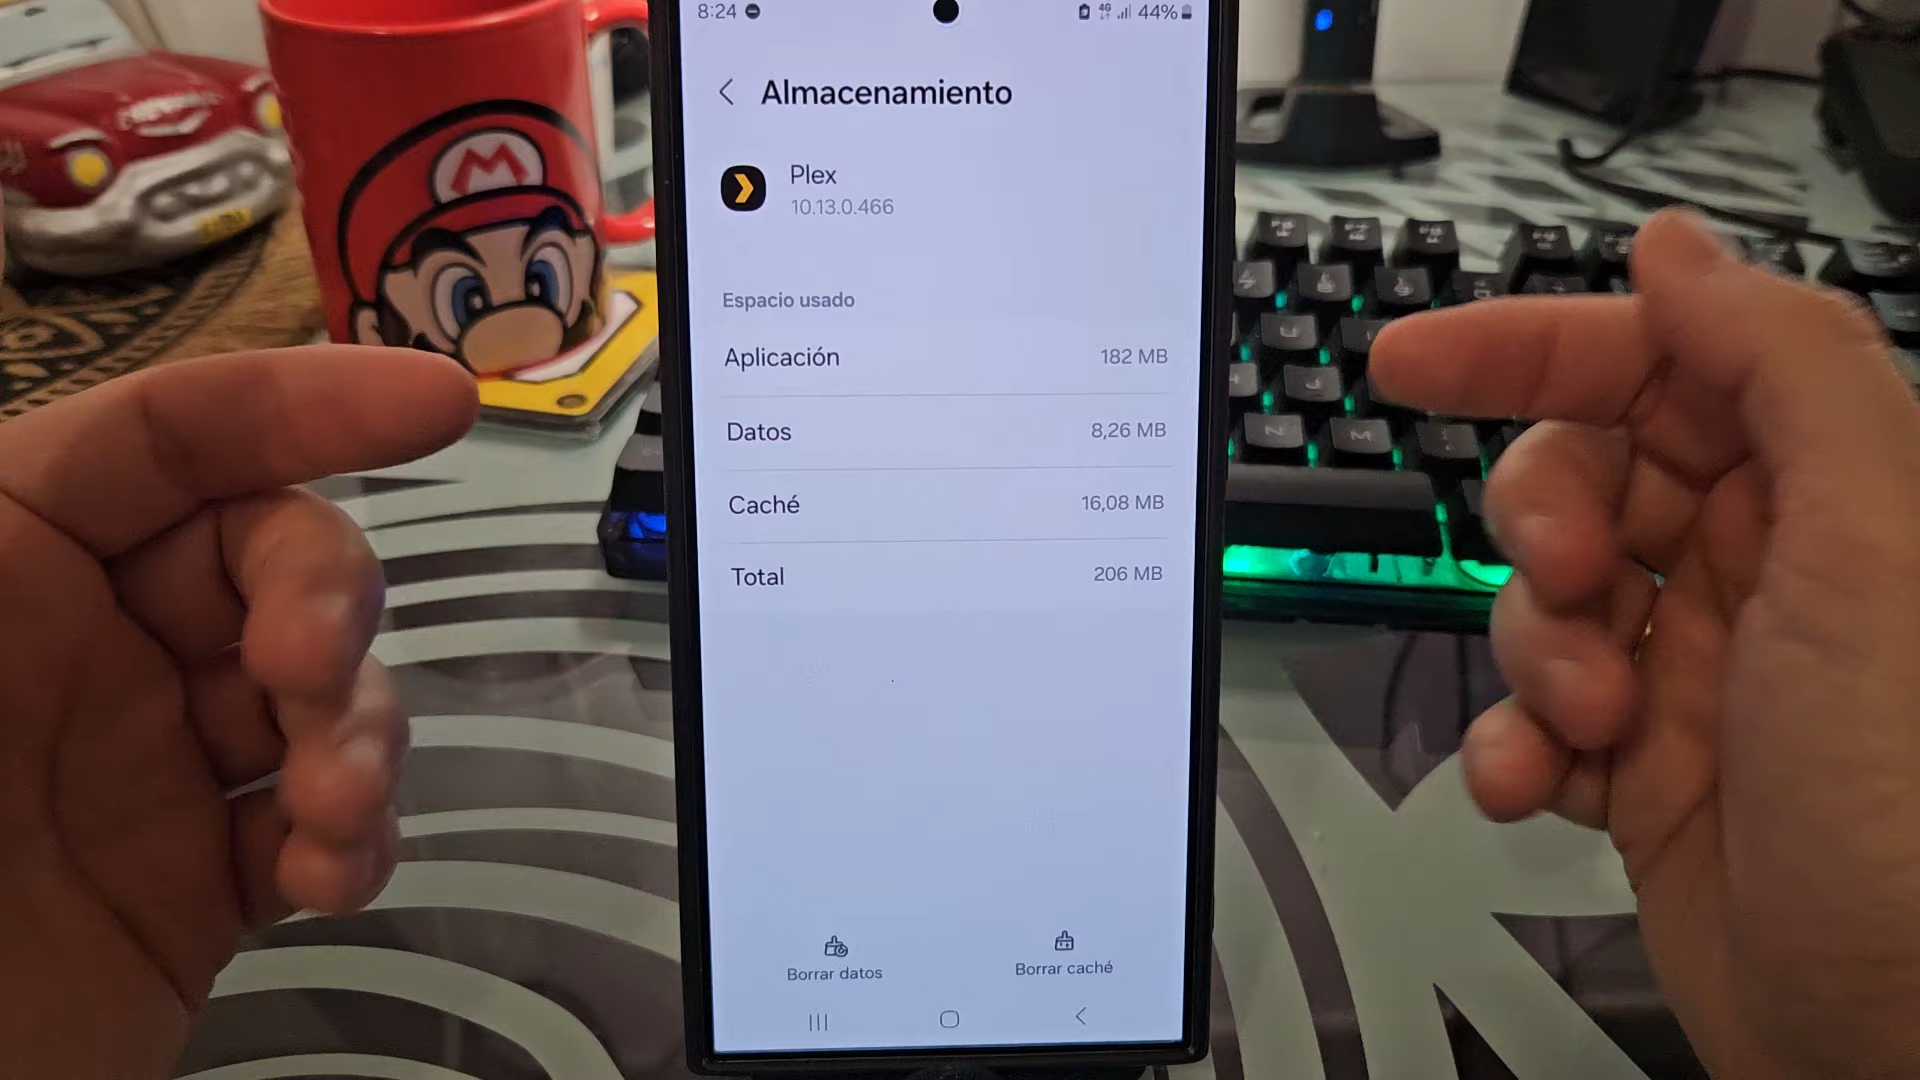 8:24
4G
44%
Almacenamiento
Plex
10.13.0.466
Espacio usado
Aplicación 182 MB
Datos 8,26 MB
Caché 16,08 MB
Total 206 MB
Borrar datos
Borrar caché
M
U
J
N
M